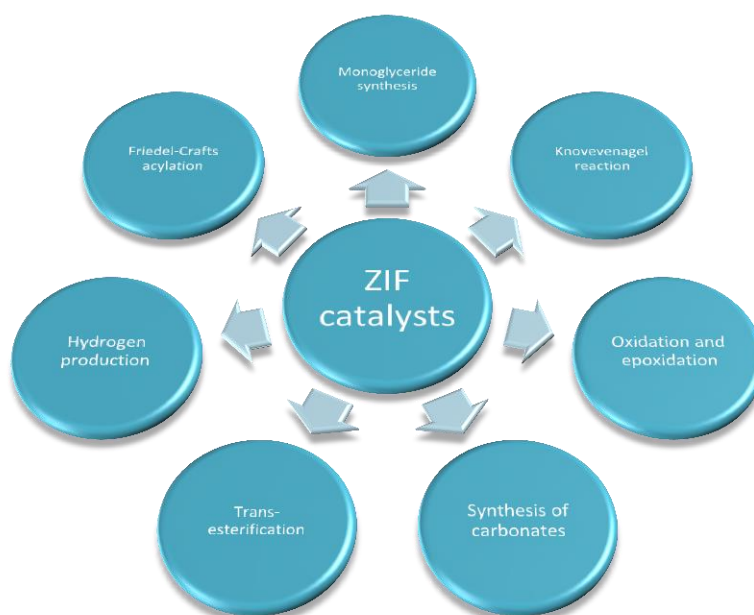 Monoglyceride
synthesis
Friedel-Crafts
acylation
Knovevenagel
reaction
ZIF
catalysts
Hydrogen
production
Oxidation and
epoxidation
Trans-
esterification
Synthesis of
carbonates